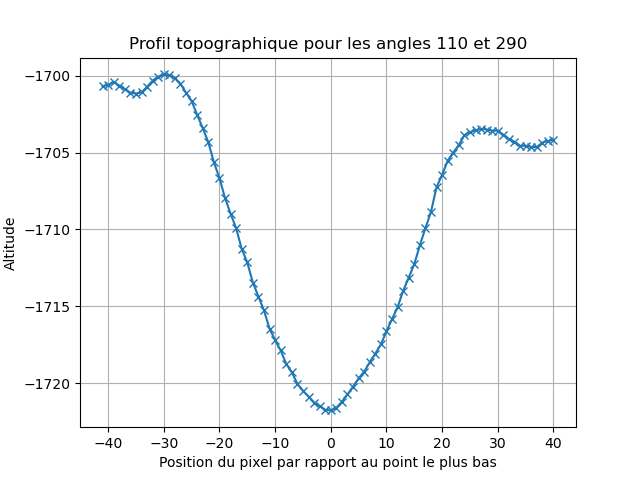 Profil topographique pour les angles 110 et 290
Altitude
−1700
−1705
−1710
−1715
−1720
−40 −30 −20 −10 0 10 20 30 40
Position du pixel par rapport au point le plus bas